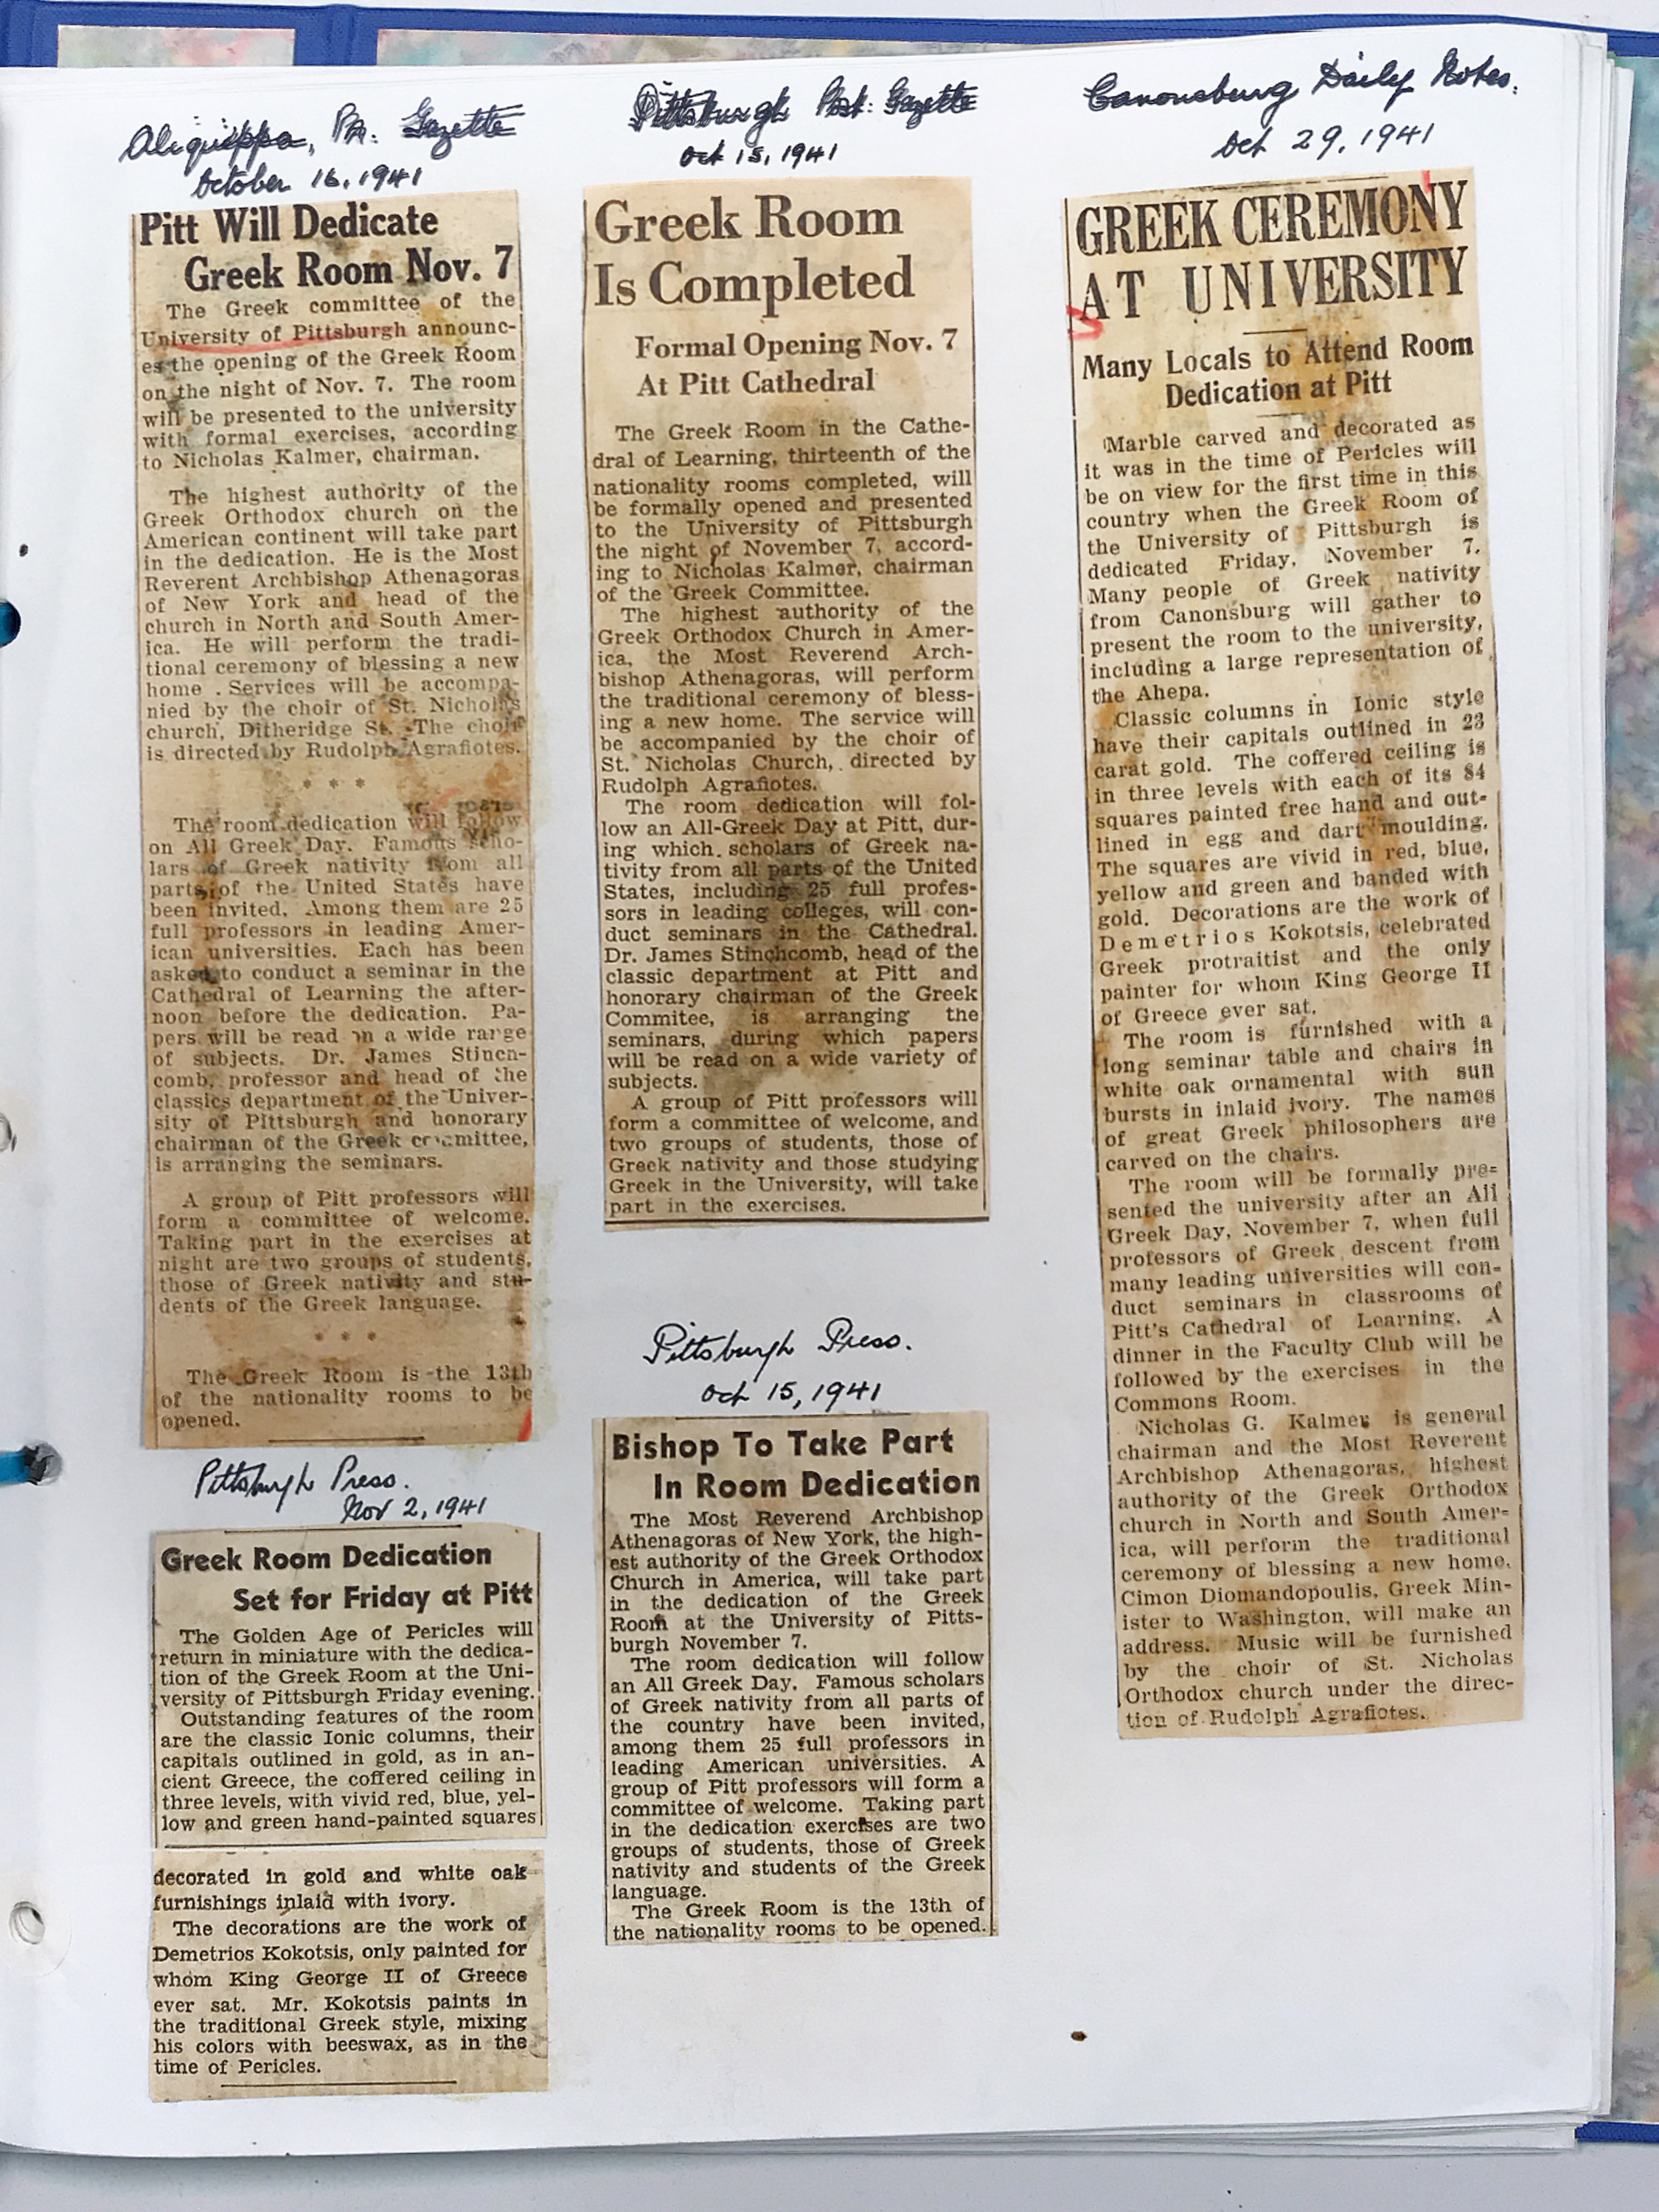 Aliquippa, Pa. Gazette
October 16, 1941
Pitt Will Dedicate
Greek Room Nov. 7
The Greek committee of the
University of Pittsburgh announc-
es the opening of the Greek Room
on the night of Nov. 7. The room
will be presented to the university
with formal exercises, according
to Nicholas Kalmer, chairman.
The highest authority of the
Greek Orthodox church on the
American continent will take part
in the dedication. He is the Most
Reverent Archbishop Athenagoras
of New York and head of the
church in North and South Amer-
ica. He will perform the tradi-
tional ceremony of blessing a new
home . Services will be accompa-
nied by the choir of St. Nicholas
church, Ditheridge St. The choir
is directed by Rudolph Agrafiotes.
* * *
The room dedication will follow
on All Greek Day. Famous scho-
lars of Greek nativity from all
parts of the United States have
been invited. Among them are 25
full professors in leading Amer-
ican universities. Each has been
asked to conduct a seminar in the
Cathedral of Learning the after-
noon before the dedication. Pa-
pers will be read on a wide range
of subjects. Dr. James Stinch-
comb, professor and head of the
classics department of the Univer-
sity of Pittsburgh and honorary
chairman of the Greek committee,
is arranging the seminars.
A group of Pitt professors will
form a committee of welcome.
Taking part in the exercises at
night are two groups of students,
those of Greek nativity and stu-
dents of the Greek language.
* * *
The Greek Room is the 13th
of the nationality rooms to be
opened.
Pittsburgh Press.
Nov 2, 1941
Greek Room Dedication
Set for Friday at Pitt
The Golden Age of Pericles will
return in miniature with the dedica-
tion of the Greek Room at the Uni-
versity of Pittsburgh Friday evening.
Outstanding features of the room
are the classic Ionic columns, their
capitals outlined in gold, as in an-
cient Greece, the coffered ceiling in
three levels, with vivid red, blue, yel-
low and green hand-painted squares
decorated in gold and white oak
furnishings inlaid with ivory.
The decorations are the work of
Demetrios Kokotsis, only painted for
whom King George II of Greece
ever sat. Mr. Kokotsis paints in
the traditional Greek style, mixing
his colors with beeswax, as in the
time of Pericles.
Pittsburgh Post. Gazette
Oct 15, 1941
Greek Room
Is Completed
Formal Opening Nov. 7
At Pitt Cathedral
The Greek Room in the Cathe-
dral of Learning, thirteenth of the
nationality rooms completed, will
be formally opened and presented
to the University of Pittsburgh
the night of November 7, accord-
ing to Nicholas Kalmer, chairman
of the Greek Committee.
The highest authority of the
Greek Orthodox Church in Amer-
ica, the Most Reverend Arch-
bishop Athenagoras, will perform
the traditional ceremony of bless-
ing a new home. The service will
be accompanied by the choir of
St. Nicholas Church, directed by
Rudolph Agrafiotes.
The room dedication will fol-
low an All-Greek Day at Pitt, dur-
ing which scholars of Greek na-
tivity from all parts of the United
States, including 25 full profes-
sors in leading colleges, will con-
duct seminars in the Cathedral.
Dr. James Stinchcomb, head of the
classic department at Pitt and
honorary chairman of the Greek
Commitee, is arranging the
seminars, during which papers
will be read on a wide variety of
subjects.
A group of Pitt professors will
form a committee of welcome, and
two groups of students, those of
Greek nativity and those studying
Greek in the University, will take
part in the exercises.
Pittsburgh Press.
Oct 15, 1941
Bishop To Take Part
In Room Dedication
The Most Reverend Archbishop
Athenagoras of New York, the high-
est authority of the Greek Orthodox
Church in America, will take part
in the dedication of the Greek
Room at the University of Pitts-
burgh November 7.
The room dedication will follow
an All Greek Day. Famous scholars
of Greek nativity from all parts of
the country have been invited,
among them 25 full professors in
leading American universities. A
group of Pitt professors will form a
committee of welcome. Taking part
in the dedication exercises are two
groups of students, those of Greek
nativity and students of the Greek
language.
The Greek Room is the 13th of
the nationality rooms to be opened.
Canonsburg Daily Notes.
Oct 29, 1941
GREEK CEREMONY
AT UNIVERSITY
Many Locals to Attend Room
Dedication at Pitt
Marble carved and decorated as
it was in the time of Pericles will
be on view for the first time in this
country when the Greek Room of
the University of Pittsburgh is
dedicated Friday, November 7.
Many people of Greek nativity
from Canonsburg will gather to
present the room to the university,
including a large representation of
the Ahepa.
Classic columns in Ionic style
have their capitals outlined in 23
carat gold. The coffered ceiling is
in three levels with each of its 84
squares painted free hand and out-
lined in egg and dart moulding.
The squares are vivid in red, blue,
yellow and green and banded with
gold. Decorations are the work of
Demetrios Kokotsis, celebrated
Greek protraitist and the only
painter for whom King George II
of Greece ever sat.
The room is furnished with a
long seminar table and chairs in
white oak ornamental with sun
bursts in inlaid ivory. The names
of great Greek philosophers are
carved on the chairs.
The room will be formally pre-
sented the university after an All
Greek Day, November 7, when full
professors of Greek descent from
many leading universities will con-
duct seminars in classrooms of
Pitt's Cathedral of Learning. A
dinner in the Faculty Club will be
followed by the exercises in the
Commons Room.
Nicholas G. Kalmer is general
chairman and the Most Reverent
Archbishop Athenagoras, highest
authority of the Greek Orthodox
church in North and South Amer-
ica, will perform the traditional
ceremony of blessing a new home.
Cimon Diomandopoulis, Greek Min-
ister to Washington, will make an
address. Music will be furnished
by the choir of St. Nicholas
Orthodox church under the direc-
tion of Rudolph Agrafiotes.